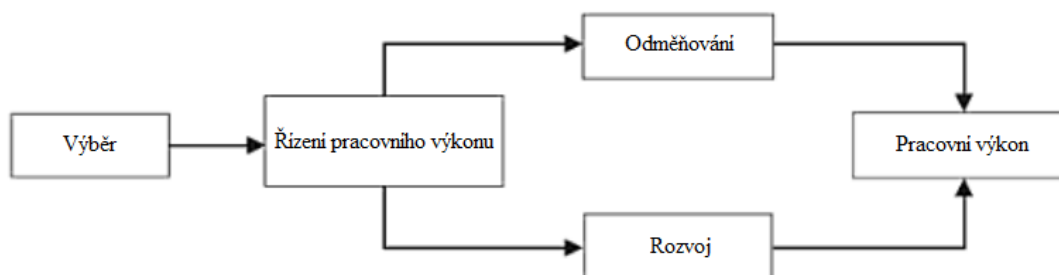 Odměňování
Výběr
Řízení pracovního výkonu
Pracovní výkon
Rozvoj